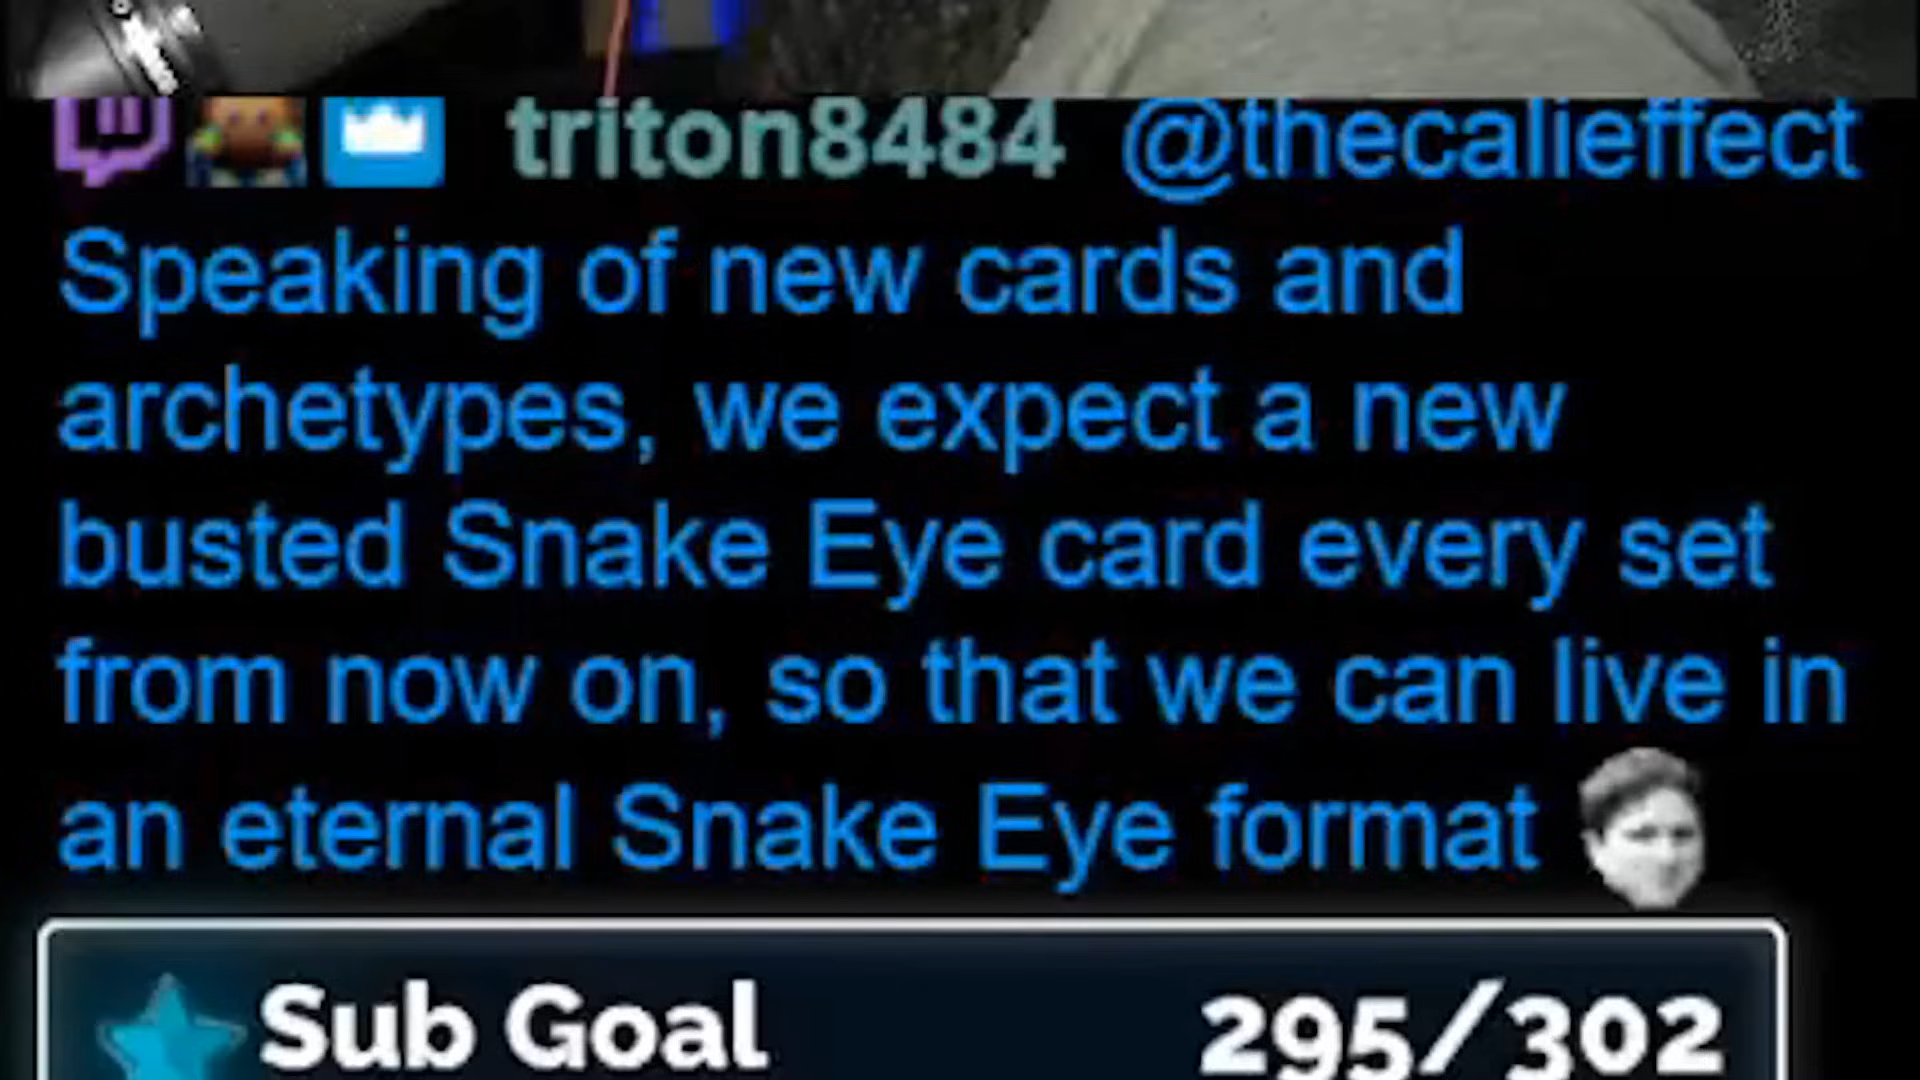 triton8484 @thecalieffect
Speaking of new cards and
archetypes, we expect a new
busted Snake Eye card every set
from now on, so that we can live in
an eternal Snake Eye format
Sub Goal 295/302